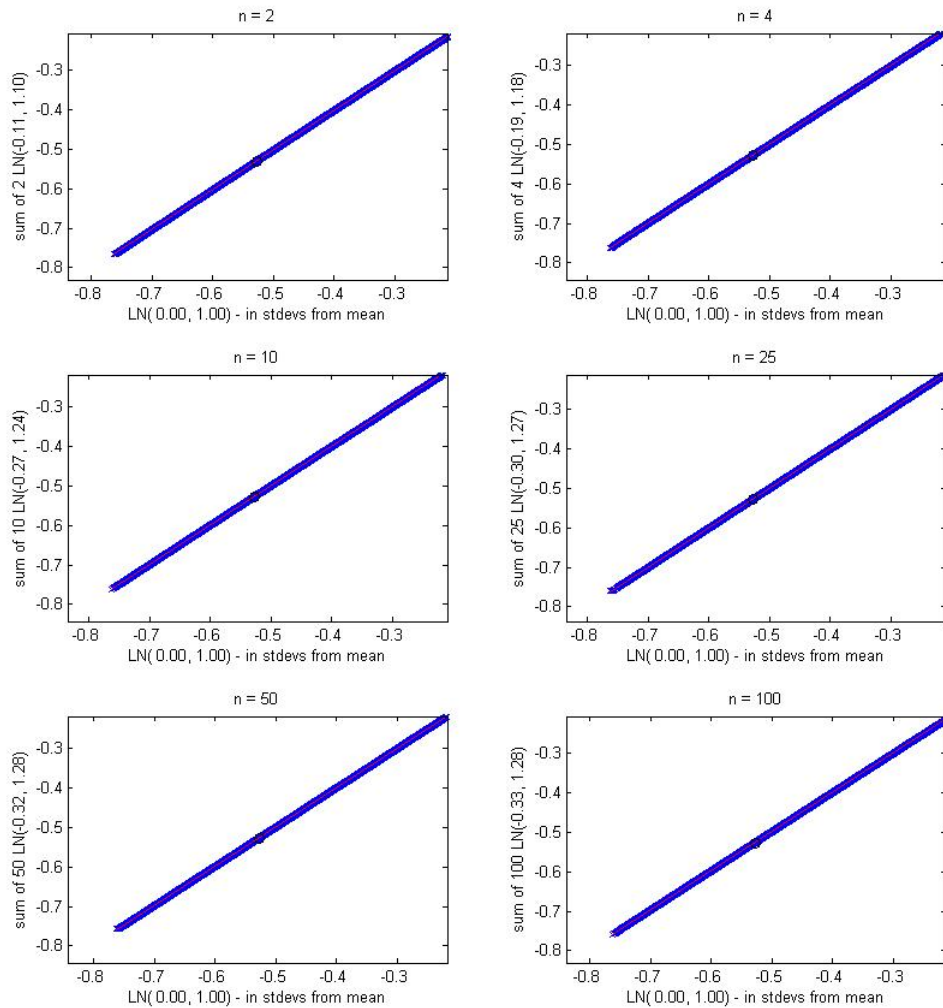 n = 2
-0.3
-0.4
-0.5
-0.6
-0.7
-0.8
sum of 2 LN(-0.11, 1.10)
-0.8 -0.7 -0.6 -0.5 -0.4 -0.3
LN( 0.00, 1.00) - in stdevs from mean
n = 4
-0.3
-0.4
-0.5
-0.6
-0.7
-0.8
sum of 4 LN(-0.19, 1.18)
-0.8 -0.7 -0.6 -0.5 -0.4 -0.3
LN( 0.00, 1.00) - in stdevs from mean
n = 10
-0.3
-0.4
-0.5
-0.6
-0.7
-0.8
sum of 10 LN(-0.27, 1.24)
-0.8 -0.7 -0.6 -0.5 -0.4 -0.3
LN( 0.00, 1.00) - in stdevs from mean
n = 25
-0.3
-0.4
-0.5
-0.6
-0.7
-0.8
sum of 25 LN(-0.30, 1.27)
-0.8 -0.7 -0.6 -0.5 -0.4 -0.3
LN( 0.00, 1.00) - in stdevs from mean
n = 50
-0.3
-0.4
-0.5
-0.6
-0.7
-0.8
sum of 50 LN(-0.32, 1.28)
-0.8 -0.7 -0.6 -0.5 -0.4 -0.3
LN( 0.00, 1.00) - in stdevs from mean
n = 100
-0.3
-0.4
-0.5
-0.6
-0.7
-0.8
sum of 100 LN(-0.33, 1.28)
-0.8 -0.7 -0.6 -0.5 -0.4 -0.3
LN( 0.00, 1.00) - in stdevs from mean